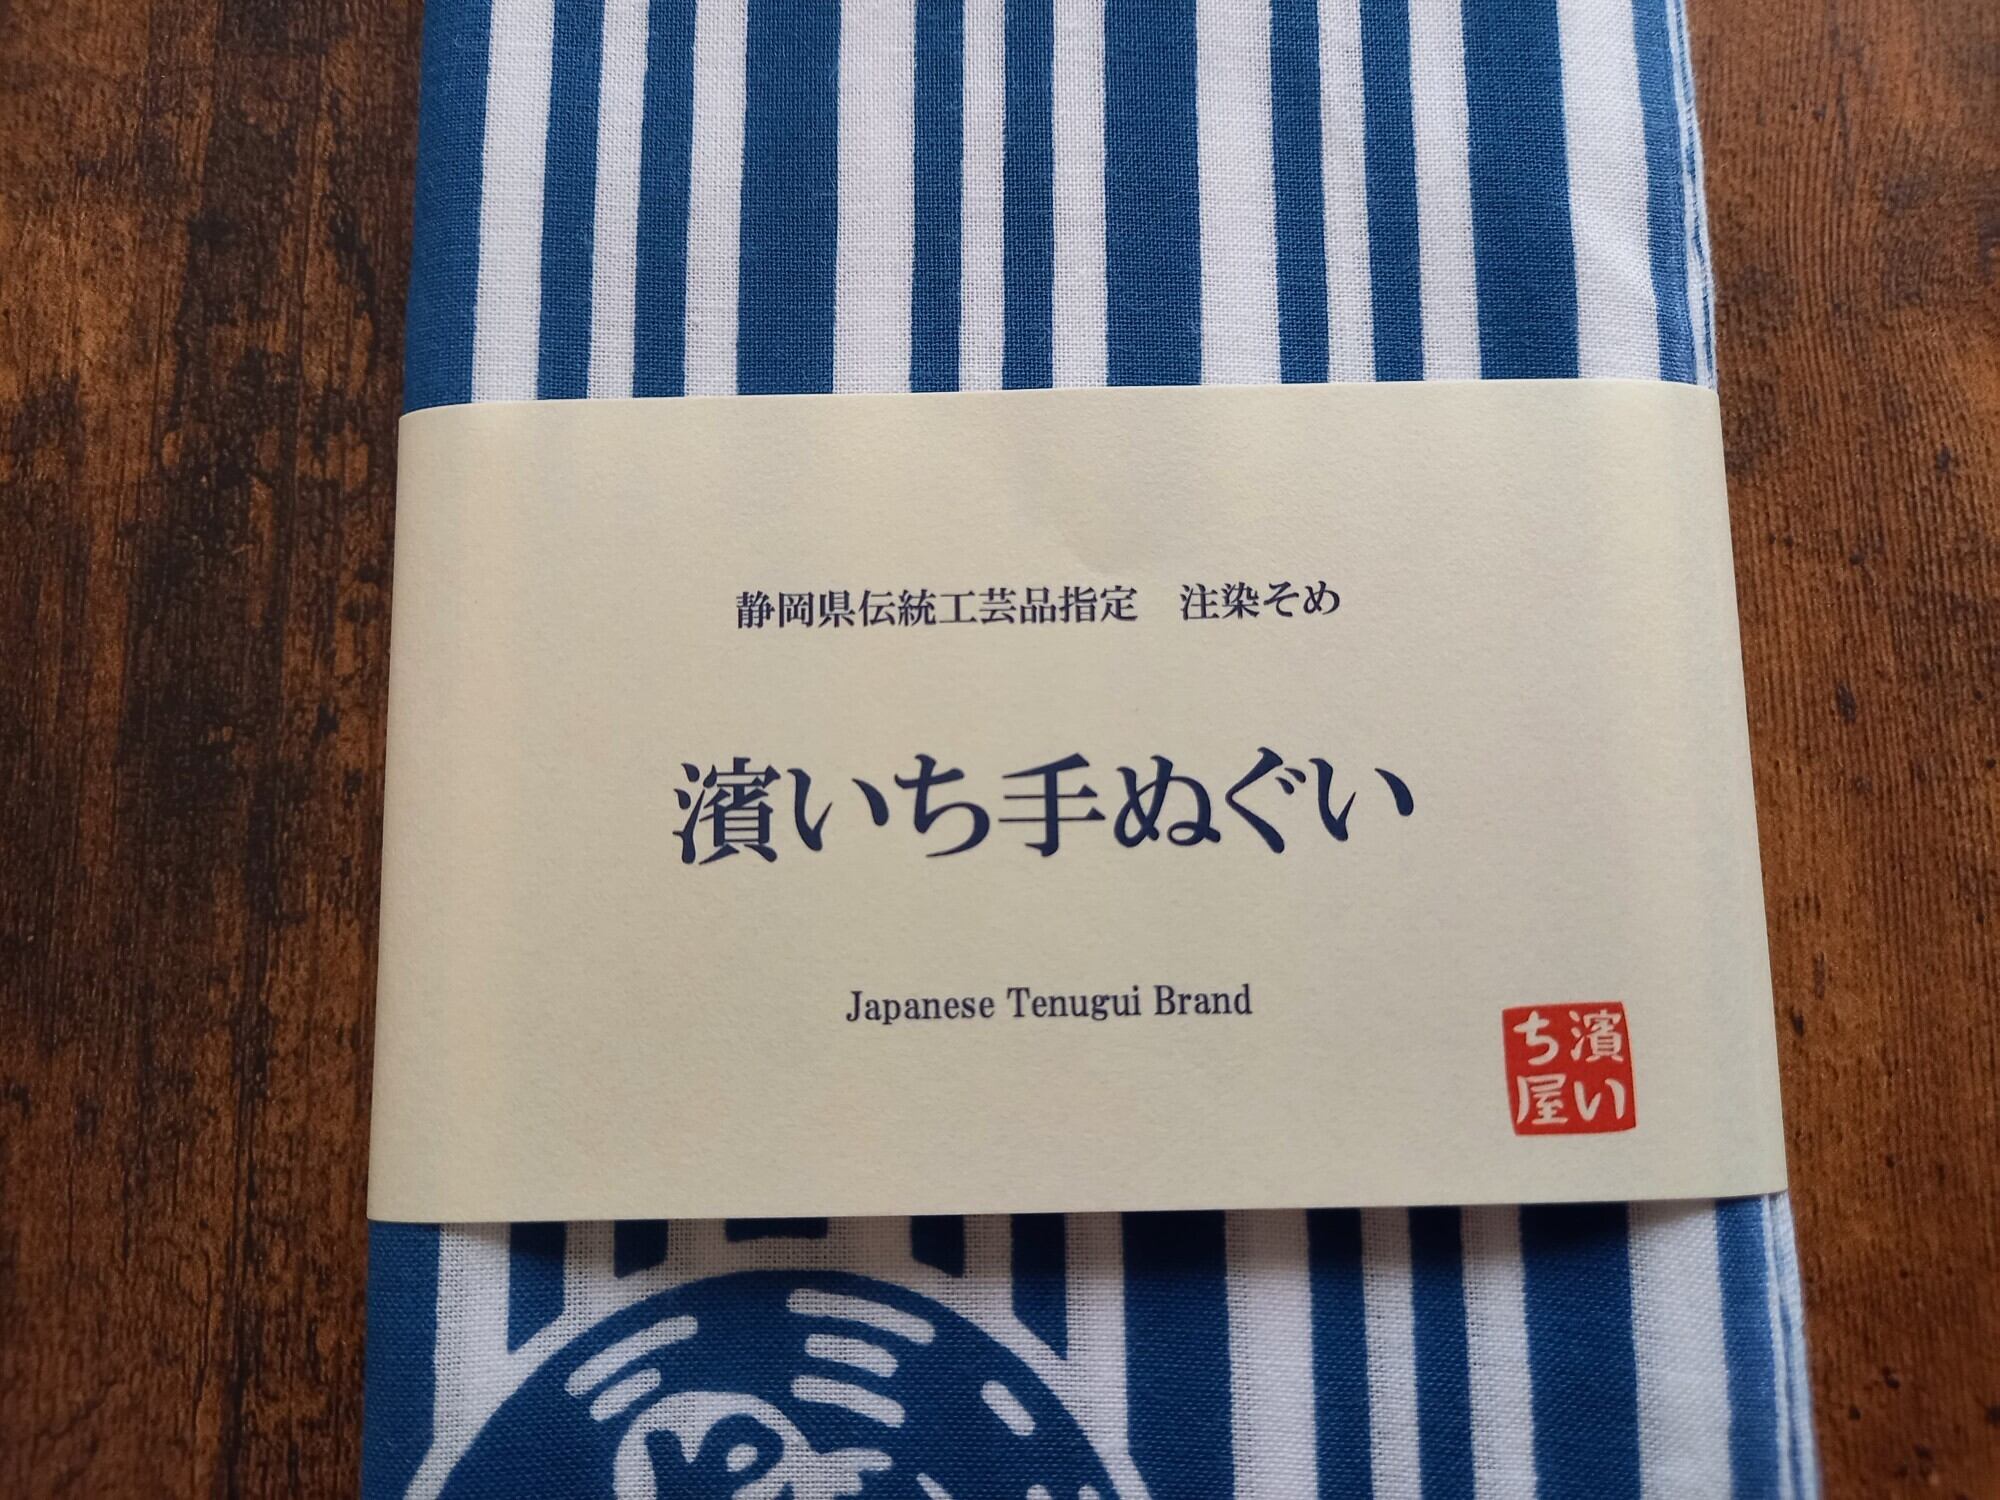 静岡県伝統工芸品指定　注染そめ
濱いち手ぬぐい
Japanese Tenugui Brand
濱い
ち屋